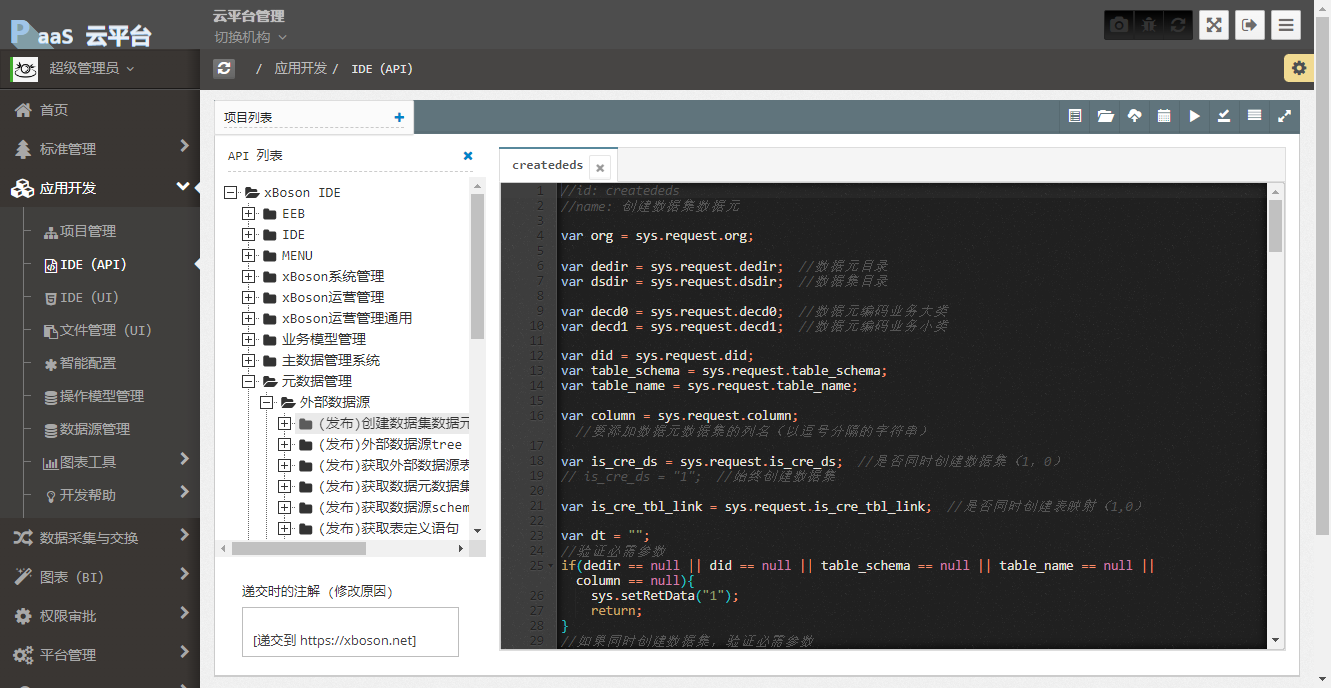 PaaS 云平台
云平台管理
切换机构
超级管理员
/ 应用开发 / IDE (API)
首页
标准管理
应用开发
项目管理
IDE (API)
IDE (UI)
文件管理 (UI)
智能配置
操作模型管理
数据源管理
图表工具
开发帮助
数据采集与交换
图表 (BI)
权限审批
平台管理
项目列表
API 列表
xBoson IDE
EEB
IDE
MENU
xBoson系统管理
xBoson运营管理
xBoson运营管理通用
业务模型管理
主数据管理系统
元数据管理
外部数据源
(发布)创建数据集数据元
(发布)外部数据源tree
(发布)获取外部数据源表
(发布)获取数据元数据集
(发布)获取数据源schem
(发布)获取表定义语句
递交时的注解 (修改原因)
[递交到 https://xboson.net]
creatededs
1 //id: creatededs
2 //name: 创建数据集数据元
3
4 var org = sys.request.org;
5
6 var dedir = sys.request.dedir; //数据元目录
7 var dsdir = sys.request.dsdir; //数据集目录
8
9 var decd0 = sys.request.decd0; //数据元编码业务大类
10 var decd1 = sys.request.decd1; //数据元编码业务小类
11
12 var did = sys.request.did;
13 var table_schema = sys.request.table_schema;
14 var table_name = sys.request.table_name;
15
16 var column = sys.request.column;
//要添加数据元数据集的列名（以逗号分隔的字符串）
17
18 var is_cre_ds = sys.request.is_cre_ds; //是否同时创建数据集（1，0）
19 // is_cre_ds = "1"; //始终创建数据集
20
21 var is_cre_tbl_link = sys.request.is_cre_tbl_link; //是否同时创建表映射（1,0）
22
23 var dt = "";
24 //验证必需参数
25 if(dedir == null || did == null || table_schema == null || table_name == null ||
column == null){
26 sys.setRetData("1");
27 return;
28 }
29 //如果同时创建数据集，验证必需参数